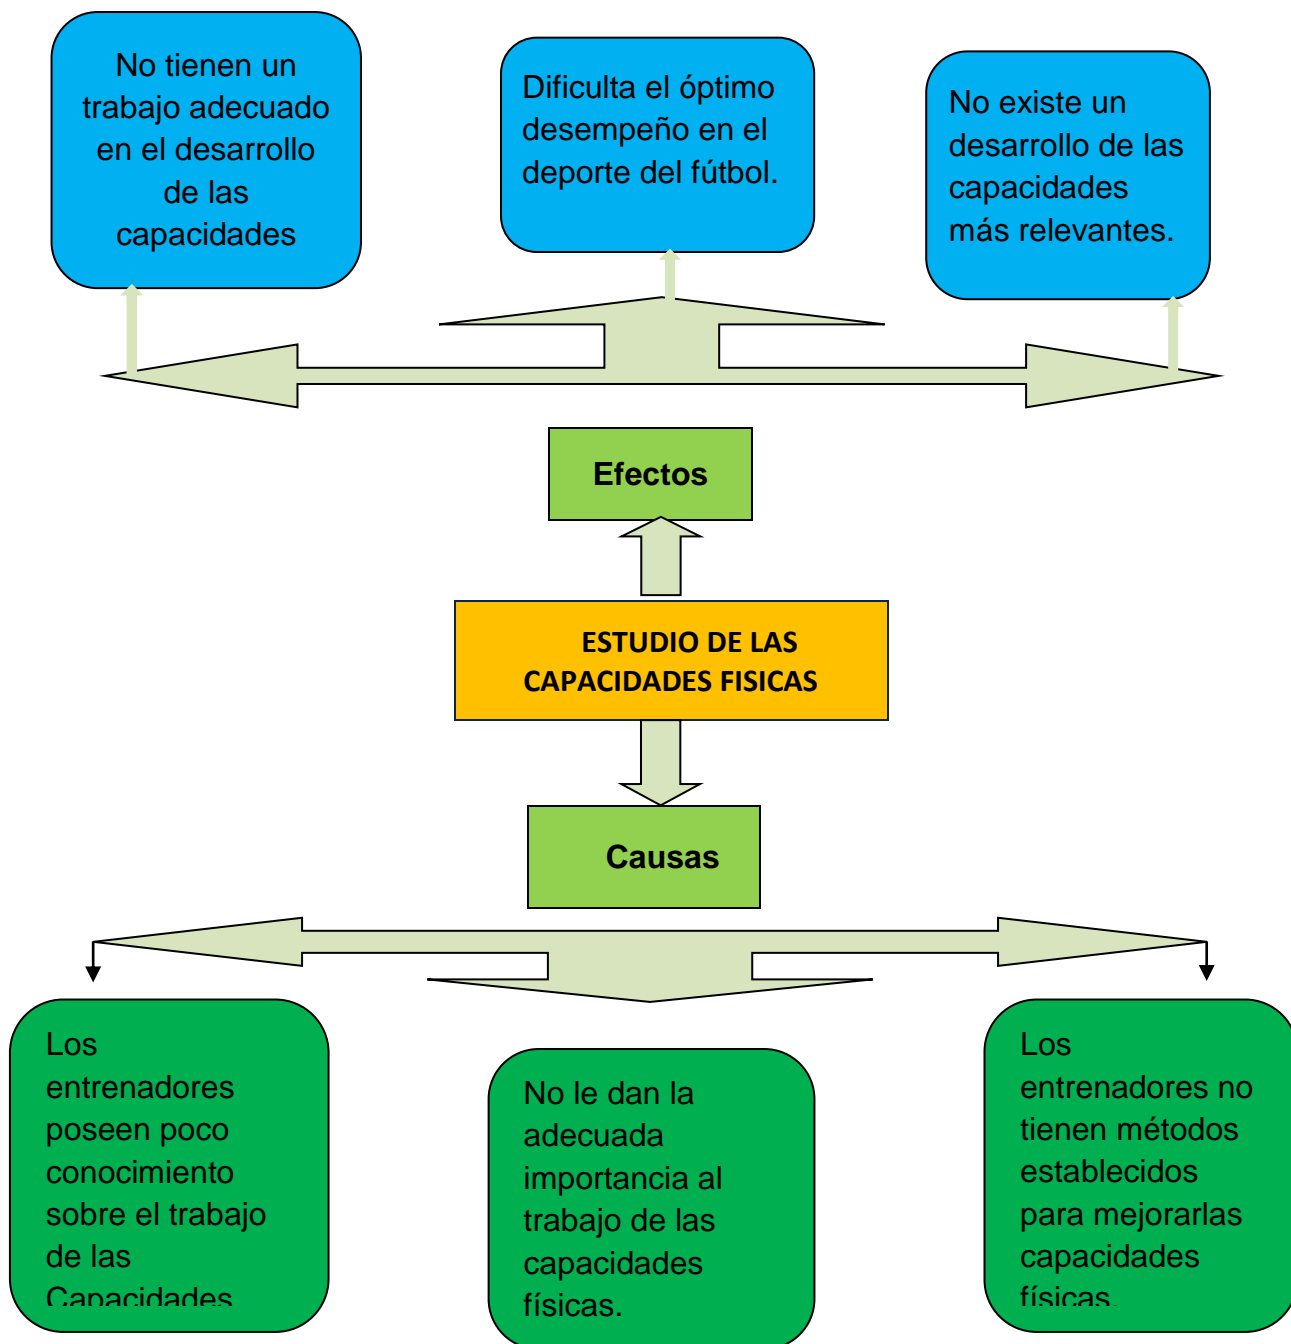 No tienen un
trabajo adecuado
en el desarrollo
de las
capacidades
Dificulta el óptimo
desempeño en el
deporte del fútbol.
No existe un
desarrollo de las
capacidades
más relevantes.
Efectos
ESTUDIO DE LAS
CAPACIDADES FISICAS
Causas
Los
entrenadores
poseen poco
conocimiento
sobre el trabajo
de las
Capacidades
No le dan la
adecuada
importancia al
trabajo de las
capacidades
físicas.
Los
entrenadores no
tienen métodos
establecidos
para mejorarlas
capacidades
físicas.